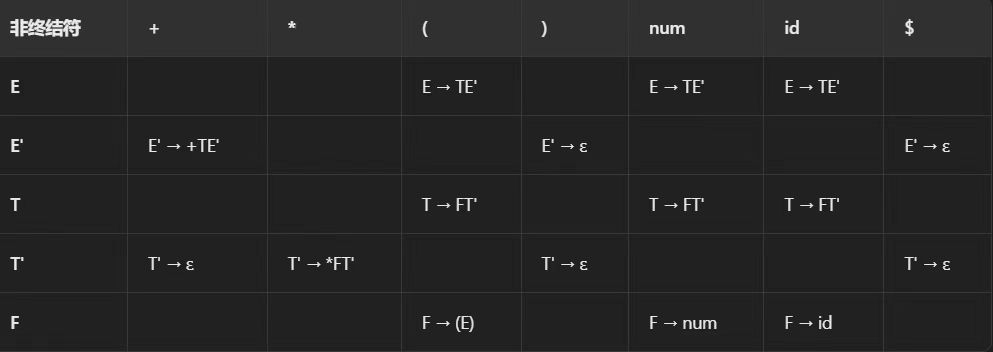 非终结符 + * ( ) num id $
E E → TE' E → TE' E → TE'
E' E' → +TE' E' → ε E' → ε
T T → FT' T → FT' T → FT'
T' T' → ε T' → *FT' T' → ε T' → ε
F F → (E) F → num F → id